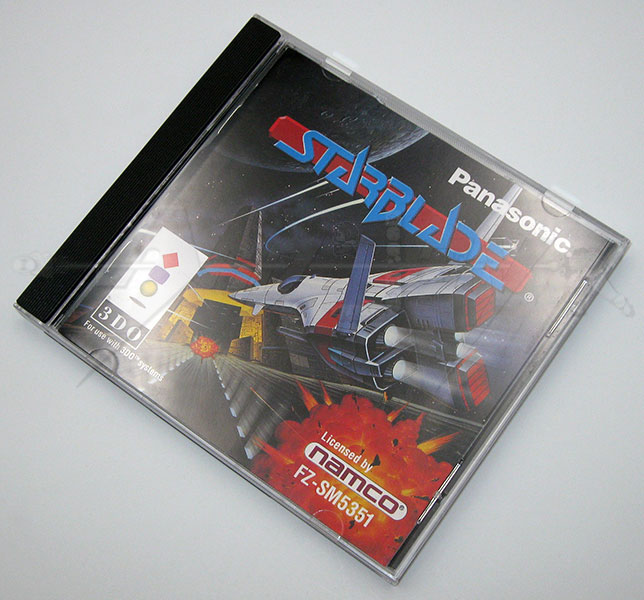 STARBLADE®
Panasonic
3DO
For use with 3DO™ systems
Licensed by
namco®
FZ-SM5351